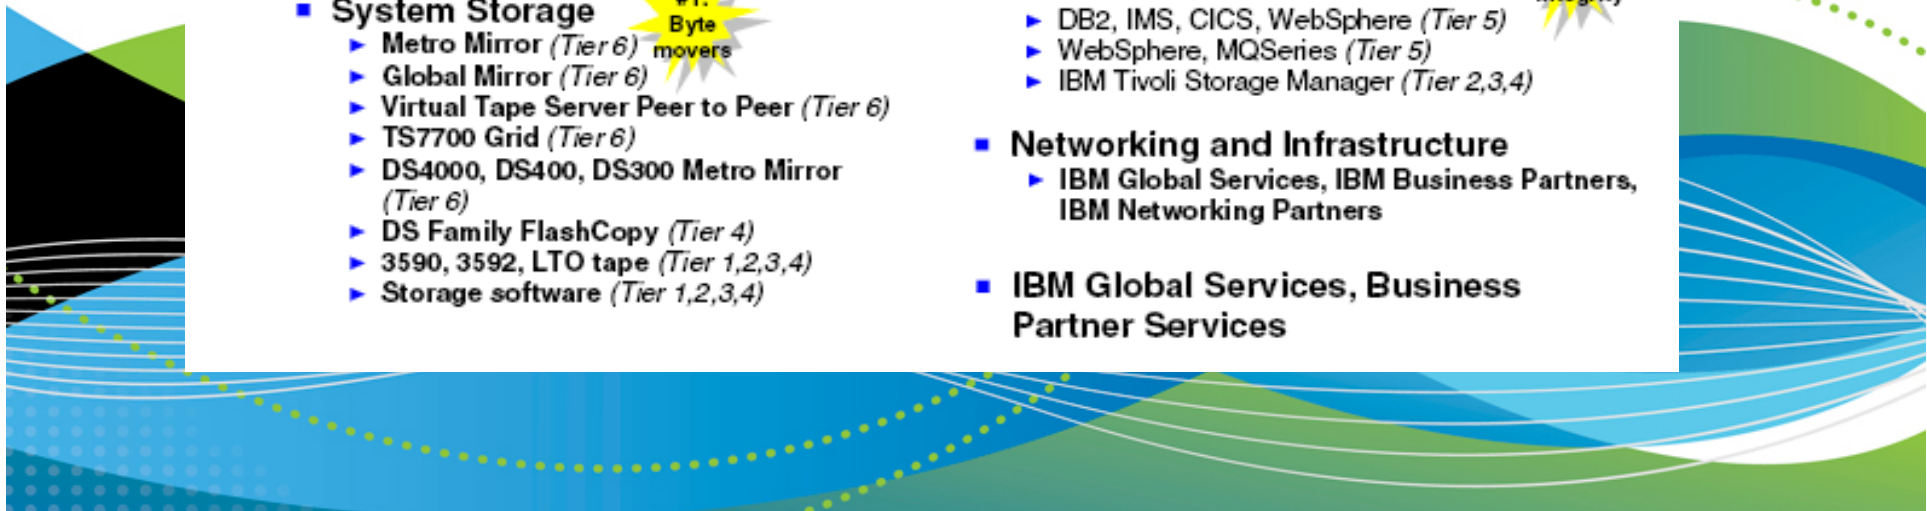 System Storage
#1:
Byte
movers
Metro Mirror (Tier 6)
Global Mirror (Tier 6)
Virtual Tape Server Peer to Peer (Tier 6)
TS7700 Grid (Tier 6)
DS4000, DS400, DS300 Metro Mirror
(Tier 6)
DS Family FlashCopy (Tier 4)
3590, 3592, LTO tape (Tier 1,2,3,4)
Storage software (Tier 1,2,3,4)
DB2, IMS, CICS, WebSphere (Tier 5)
WebSphere, MQSeries (Tier 5)
IBM Tivoli Storage Manager (Tier 2,3,4)
Networking and Infrastructure
IBM Global Services, IBM Business Partners,
IBM Networking Partners
IBM Global Services, Business
Partner Services